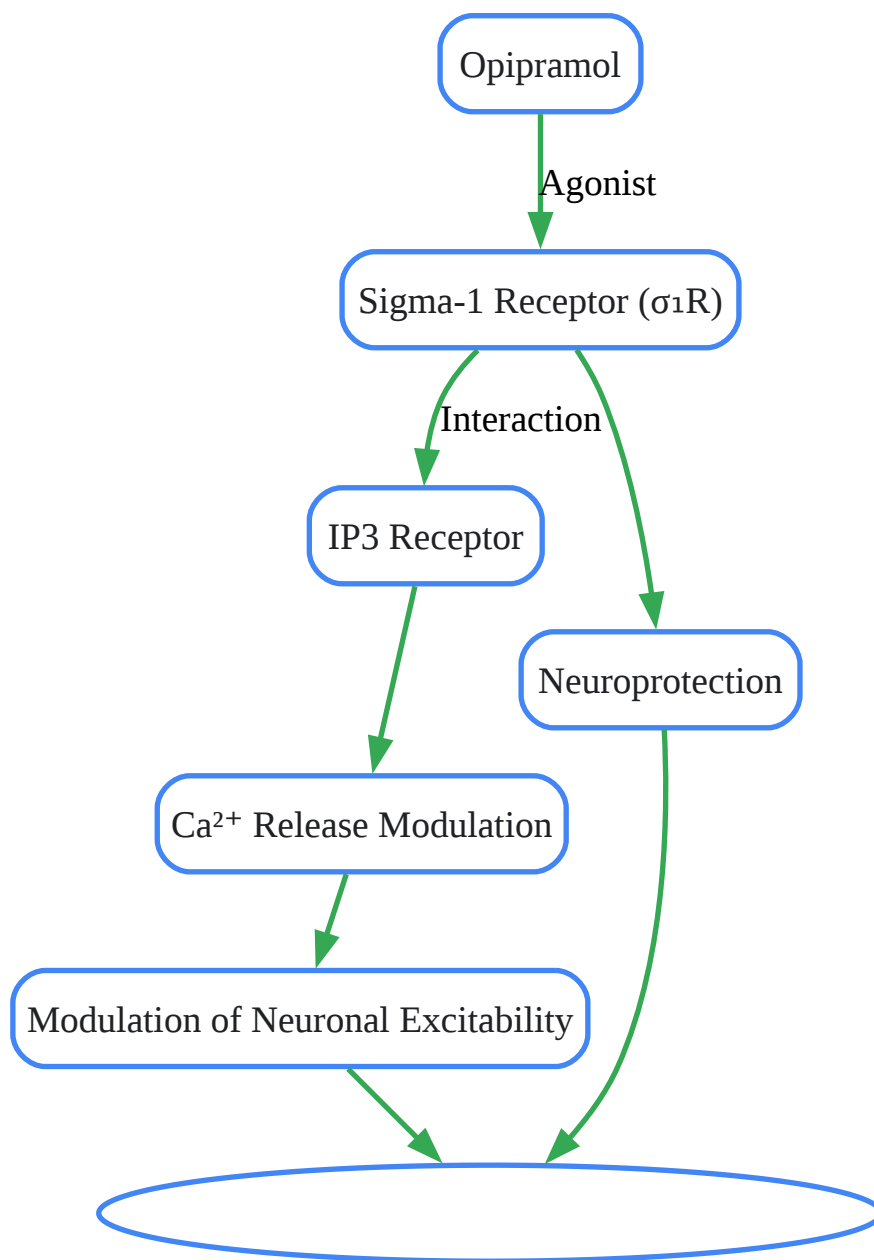 Opipramol
Agonist
Sigma-1 Receptor (σ₁R)
Interaction
IP3 Receptor
Neuroprotection
Ca²⁺ Release Modulation
Modulation of Neuronal Excitability